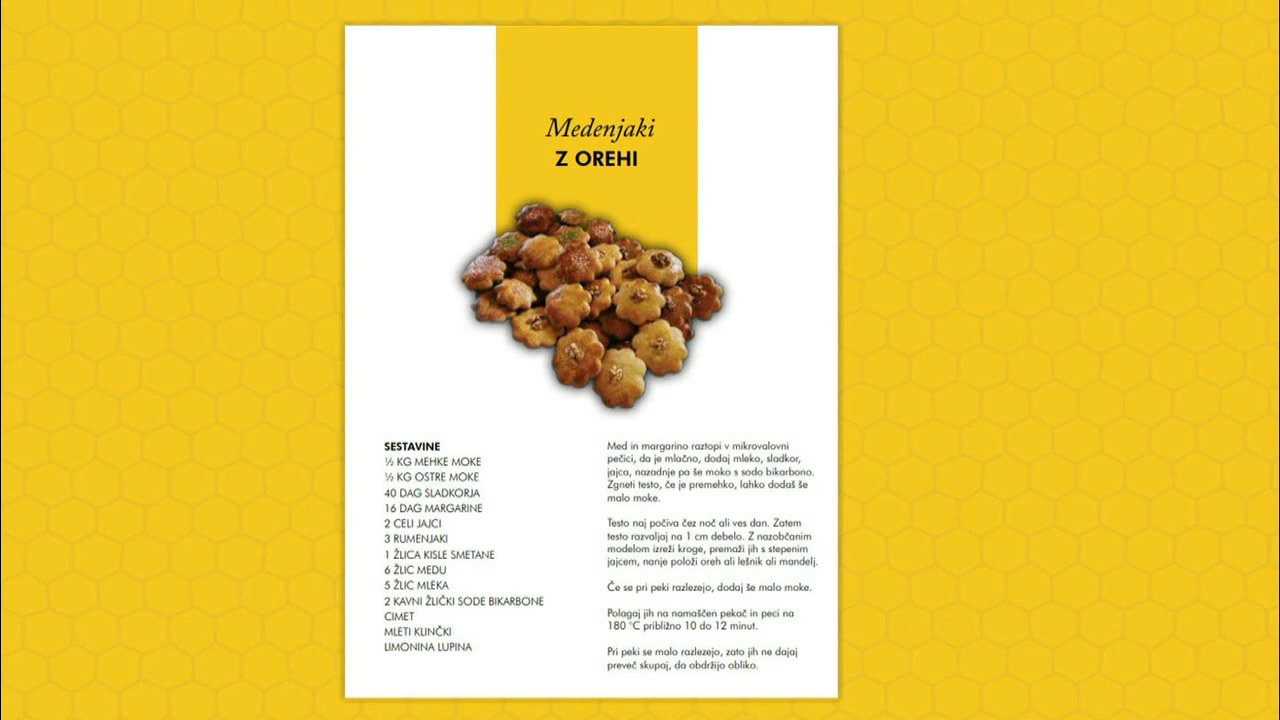 Medenjaki
Z OREHI
SESTAVINE
½ KG MEHKE MOKE
½ KG OSTRE MOKE
40 DAG SLADKORJA
16 DAG MARGARINE
2 CELI JAJCI
3 RUMENJAKI
1 ŽLICA KISLE SMETANE
6 ŽLIC MEDU
5 ŽLIC MLEKA
2 KAVNI ŽLIČKI SODE BIKARBONE
CIMET
MLETI KLINČKI
LIMONINA LUPINA
Med in margarino raztopi v mikrovalovni
pečici, da je mlačno, dodaj mleko, sladkor,
jajca, nazadnje pa še moko s sodo bikarbono.
Zgneti testo, če je premehko, lahko dodaš še
malo moke.
Testo naj počiva čez noč ali ves dan. Zatem
testo razvaljaj na 1 cm debelo. Z nazobčanim
modelom izreži kroge, premaži jih s stepenim
jajcem, nanje položi oreh ali lešnik ali mandelj.
Če se pri peki razlezejo, dodaj še malo moke.
Polagaj jih na namaščen pekač in peci na
180 °C približno 10 do 12 minut.
Pri peki se malo razlezejo, zato jih ne dajaj
preveč skupaj, da obdržijo obliko.